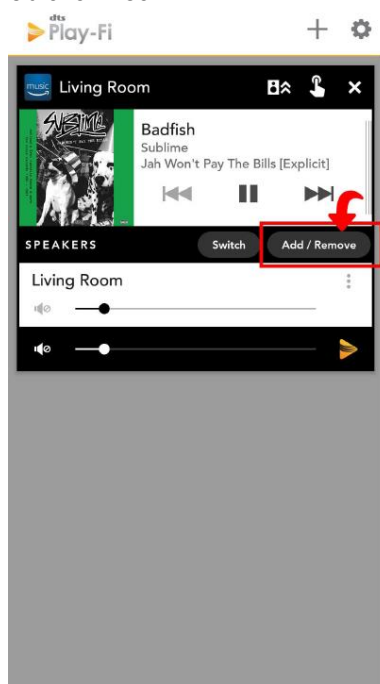 dts
Play-Fi
music
Living Room
SUBLIME
Badfish
Sublime
Jah Won't Pay The Bills [Explicit]
SPEAKERS
Switch
Add / Remove
Living Room